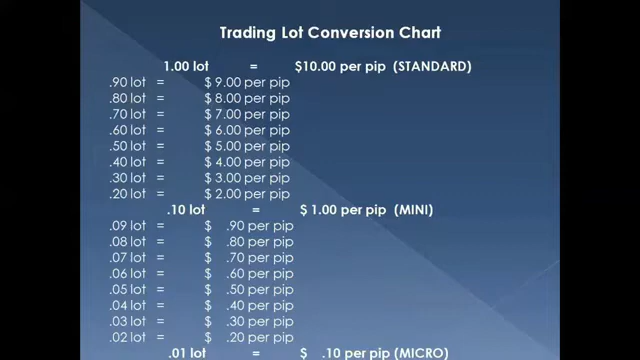 Trading Lot Conversion Chart
1.00 lot = $10.00 per pip (STANDARD)
.90 lot = $ 9.00 per pip
.80 lot = $ 8.00 per pip
.70 lot = $ 7.00 per pip
.60 lot = $ 6.00 per pip
.50 lot = $ 5.00 per pip
.40 lot = $ 4.00 per pip
.30 lot = $ 3.00 per pip
.20 lot = $ 2.00 per pip
.10 lot = $ 1.00 per pip (MINI)
.09 lot = $ .90 per pip
.08 lot = $ .80 per pip
.07 lot = $ .70 per pip
.06 lot = $ .60 per pip
.05 lot = $ .50 per pip
.04 lot = $ .40 per pip
.03 lot = $ .30 per pip
.02 lot = $ .20 per pip
.01 lot = $ .10 per pip (MICRO)